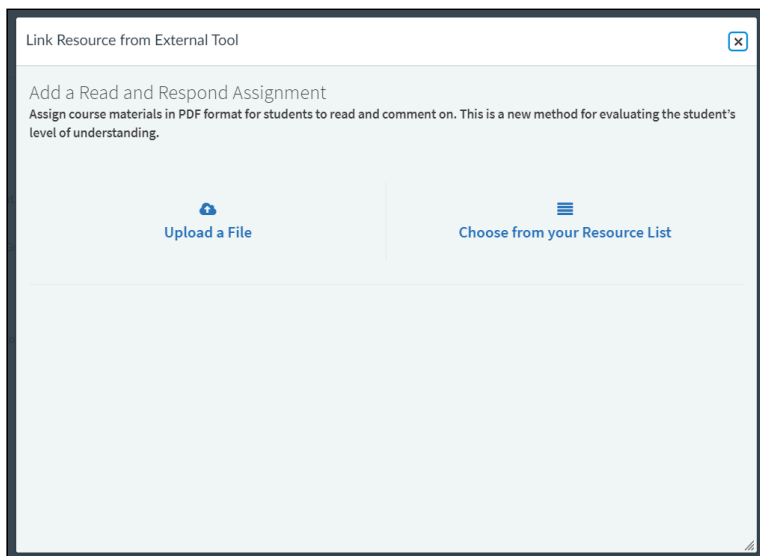 Link Resource from External Tool
Add a Read and Respond Assignment
Assign course materials in PDF format for students to read and comment on. This is a new method for evaluating the student's
level of understanding.
Upload a File
Choose from your Resource List